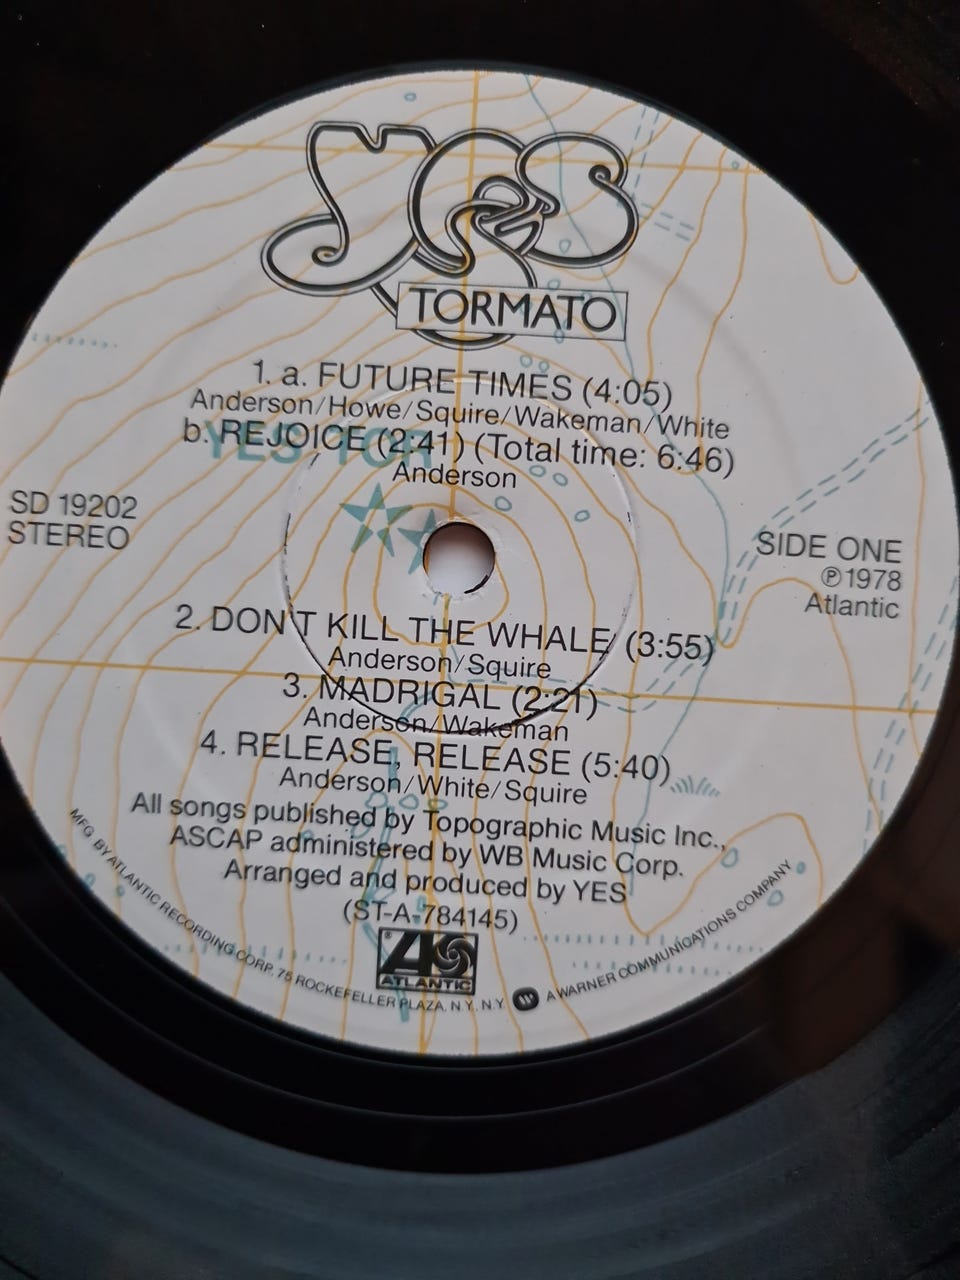 YES
TORMATO
1. a. FUTURE TIMES (4:05)
Anderson/Howe/Squire/Wakeman/White
b. REJOICE (2:41) (Total time: 6:46)
Anderson
YES TOR
SD 19202
STEREO
SIDE ONE
Ⓟ1978
Atlantic
2. DON'T KILL THE WHALE (3:55)
Anderson/Squire
3. MADRIGAL (2:21)
Anderson/Wakeman
4. RELEASE, RELEASE (5:40)
Anderson/White/Squire
All songs published by Topographic Music Inc.,
ASCAP administered by WB Music Corp.
Arranged and produced by YES
(ST-A-784145)
ATLANTIC
MFG. BY ATLANTIC RECORDING CORP. 75 ROCKEFELLER PLAZA, N.Y. N.Y. A WARNER COMMUNICATIONS COMPANY